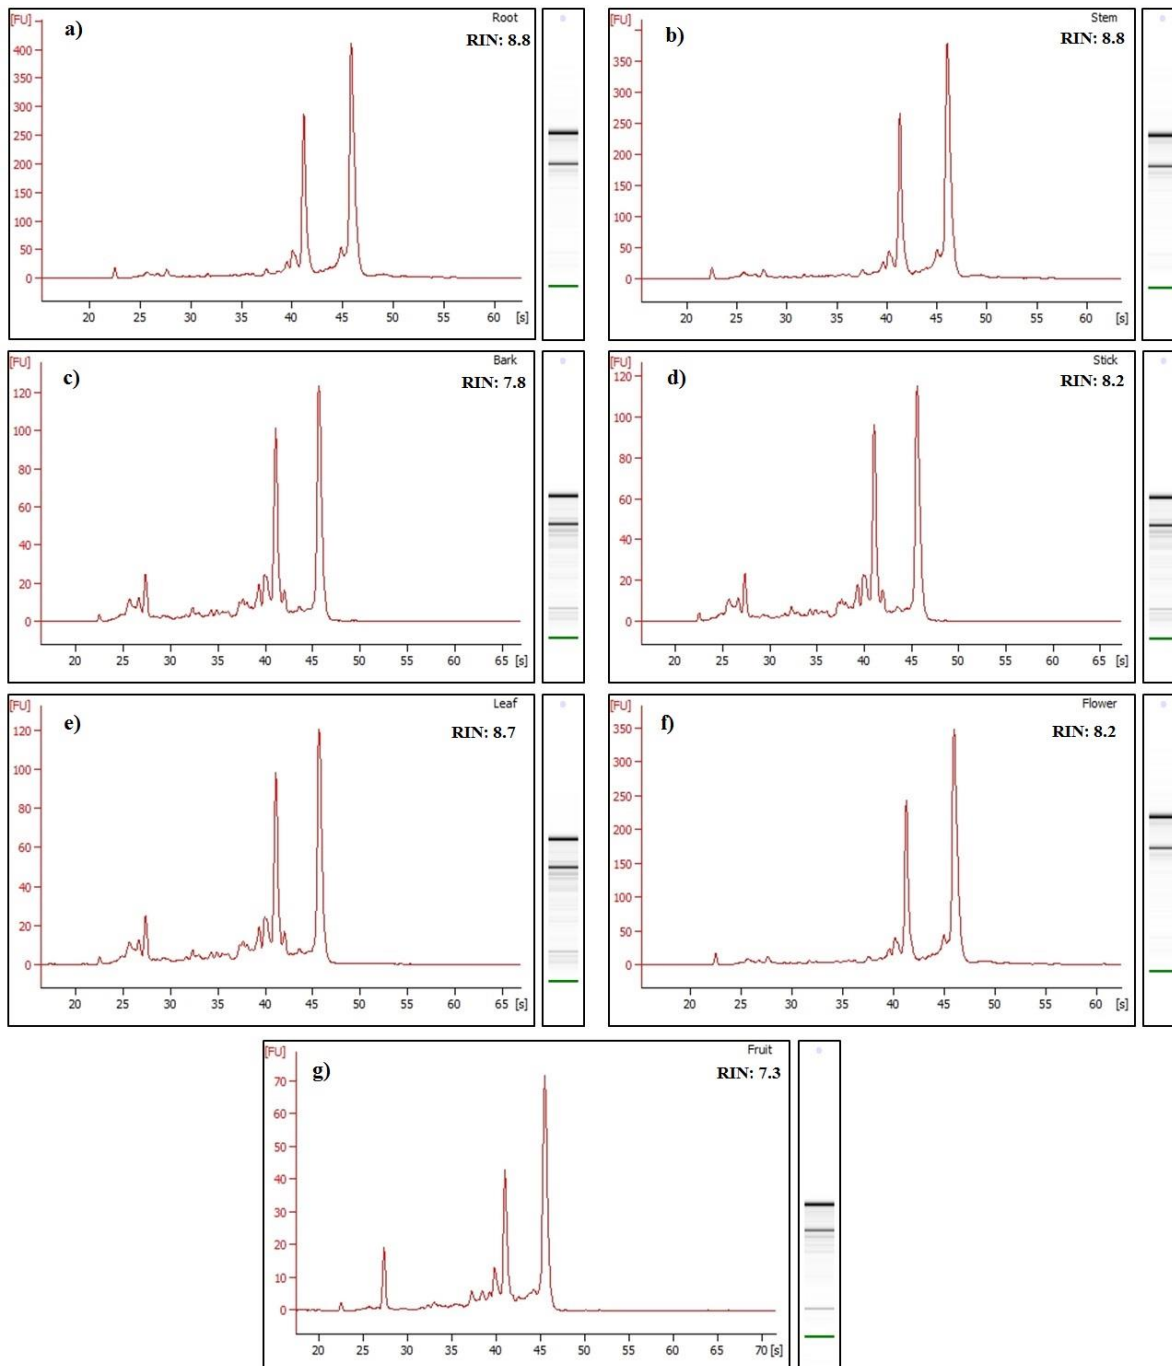 [FU] a) Root
RIN: 8.8
400
350
300
250
200
150
100
50
0
20 25 30 35 40 45 50 55 60 [s]
[FU] b) Stem
RIN: 8.8
350
300
250
200
150
100
50
0
20 25 30 35 40 45 50 55 60 [s]
[FU] c) Bark
RIN: 7.8
120
100
80
60
40
20
0
20 25 30 35 40 45 50 55 60 65 [s]
[FU] d) Stick
RIN: 8.2
120
100
80
60
40
20
0
20 25 30 35 40 45 50 55 60 65 [s]
[FU] e) Leaf
RIN: 8.7
120
100
80
60
40
20
0
20 25 30 35 40 45 50 55 60 65 [s]
[FU] f) Flower
RIN: 8.2
350
300
250
200
150
100
50
0
20 25 30 35 40 45 50 55 60 [s]
[FU] g) Fruit
RIN: 7.3
70
60
50
40
30
20
10
0
20 25 30 35 40 45 50 55 60 65 70 [s]